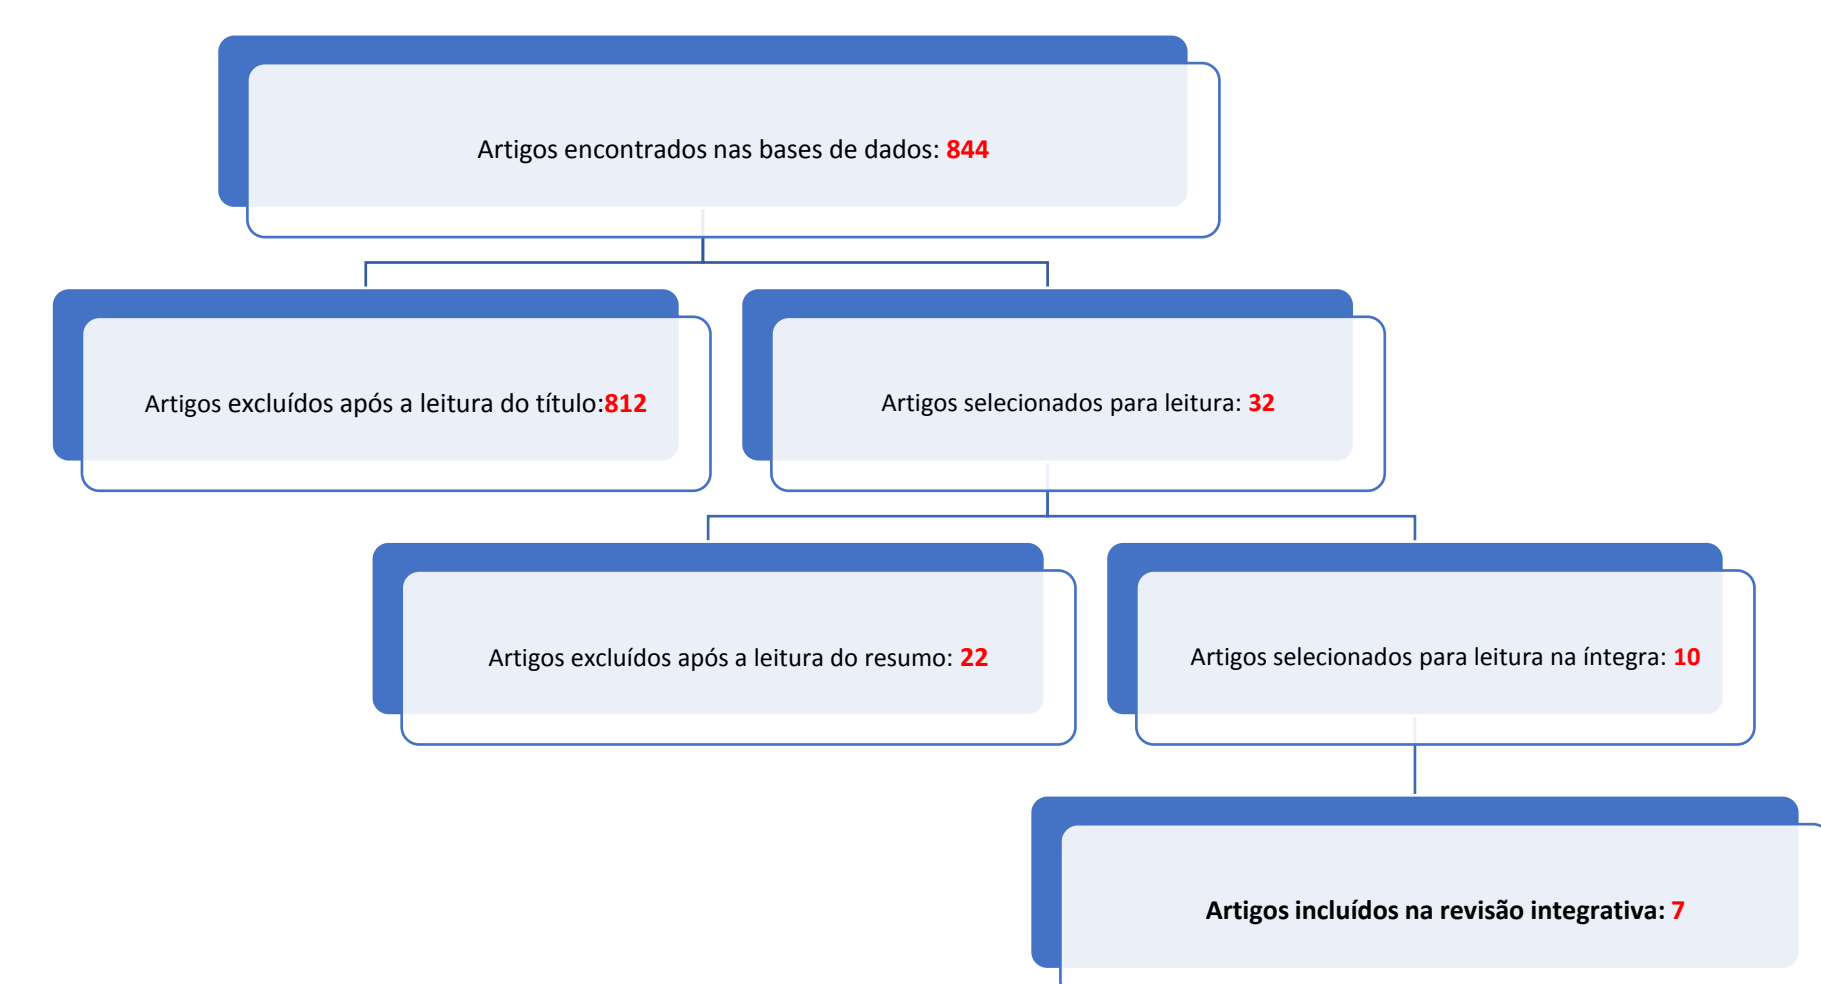 Artigos encontrados nas bases de dados: 844
Artigos excluídos após a leitura do título:812
Artigos selecionados para leitura: 32
Artigos excluídos após a leitura do resumo: 22
Artigos selecionados para leitura na íntegra: 10
Artigos incluídos na revisão integrativa: 7